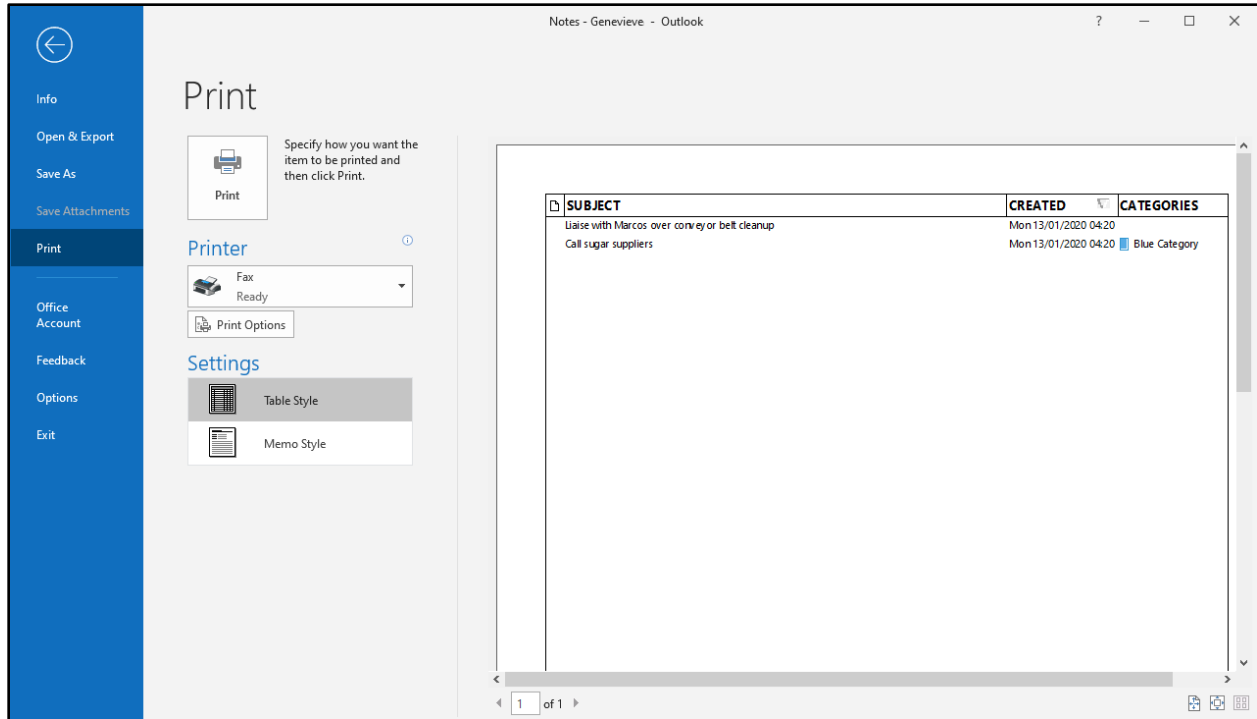 Notes - Genevieve - Outlook
?
Info
Open & Export
Save As
Save Attachments
Print
Office
Account
Feedback
Options
Exit
Print
Print
Specify how you want the
item to be printed and
then click Print.
Printer
Fax
Ready
Print Options
Settings
Table Style
Memo Style
SUBJECT CREATED CATEGORIES
Liaise with Marcos over conveyor belt cleanup Mon 13/01/2020 04:20
Call sugar suppliers Mon 13/01/2020 04:20 Blue Category
1 of 1